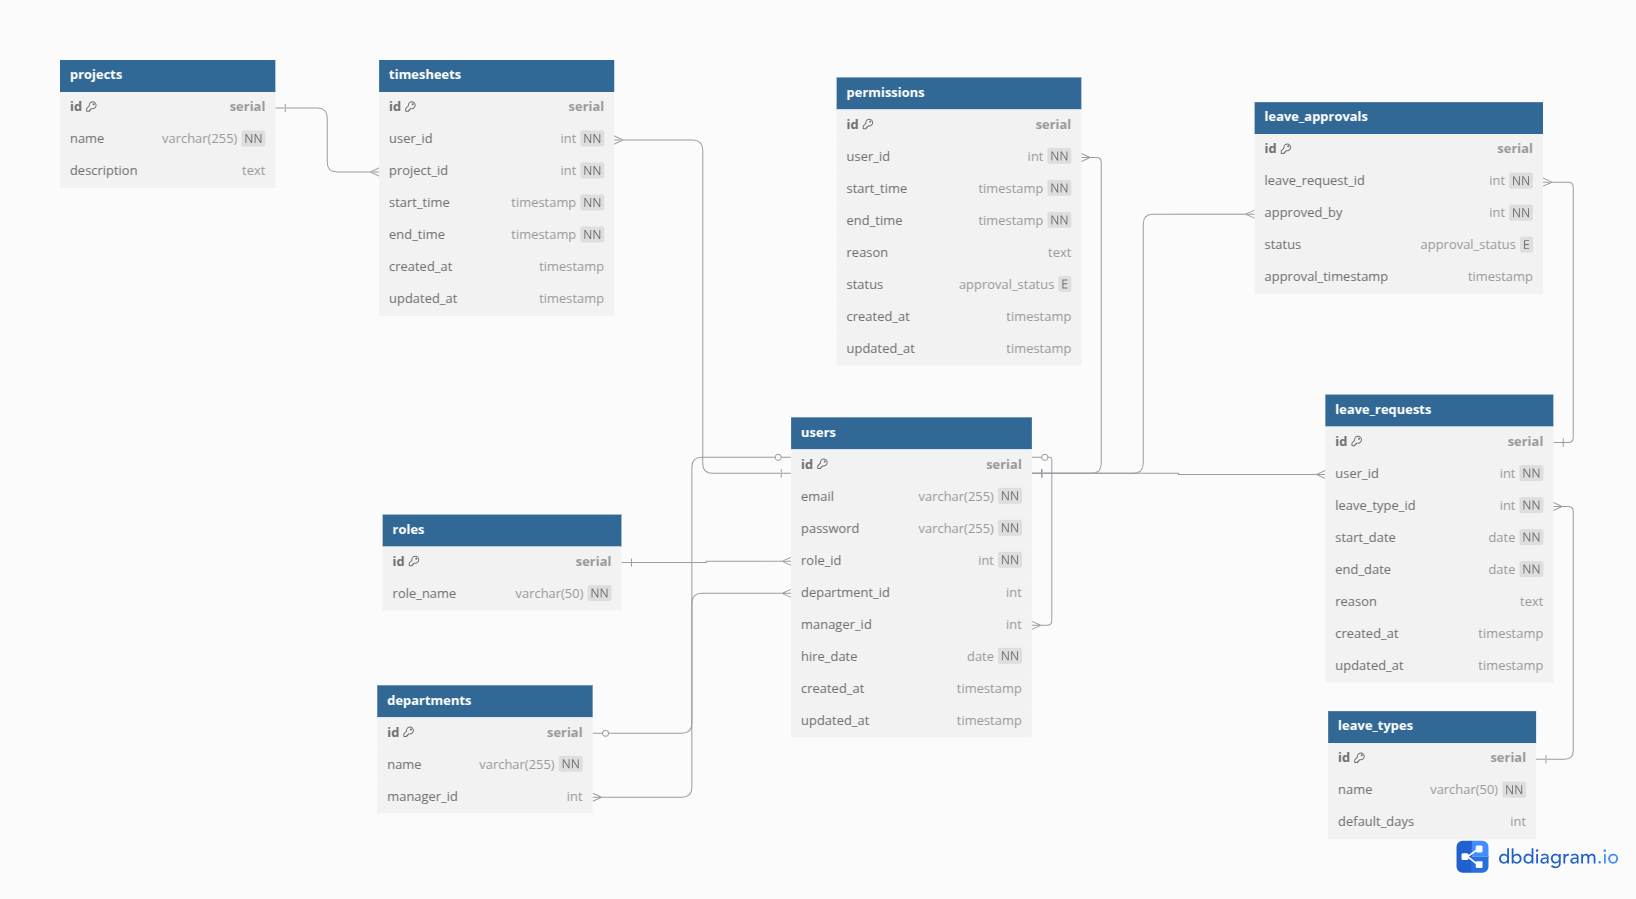 projects
id serial
name varchar(255) NN
description text
timesheets
id serial
user_id int NN
project_id int NN
start_time timestamp NN
end_time timestamp NN
created_at timestamp
updated_at timestamp
permissions
id serial
user_id int NN
start_time timestamp NN
end_time timestamp NN
reason text
status approval_status E
created_at timestamp
updated_at timestamp
leave_approvals
id serial
leave_request_id int NN
approved_by int NN
status approval_status E
approval_timestamp timestamp
users
id serial
email varchar(255) NN
password varchar(255) NN
role_id int NN
department_id int
manager_id int
hire_date date NN
created_at timestamp
updated_at timestamp
leave_requests
id serial
user_id int NN
leave_type_id int NN
start_date date NN
end_date date NN
reason text
created_at timestamp
updated_at timestamp
roles
id serial
role_name varchar(50) NN
departments
id serial
name varchar(255) NN
manager_id int
leave_types
id serial
name varchar(50) NN
default_days int
dbdiagram.io